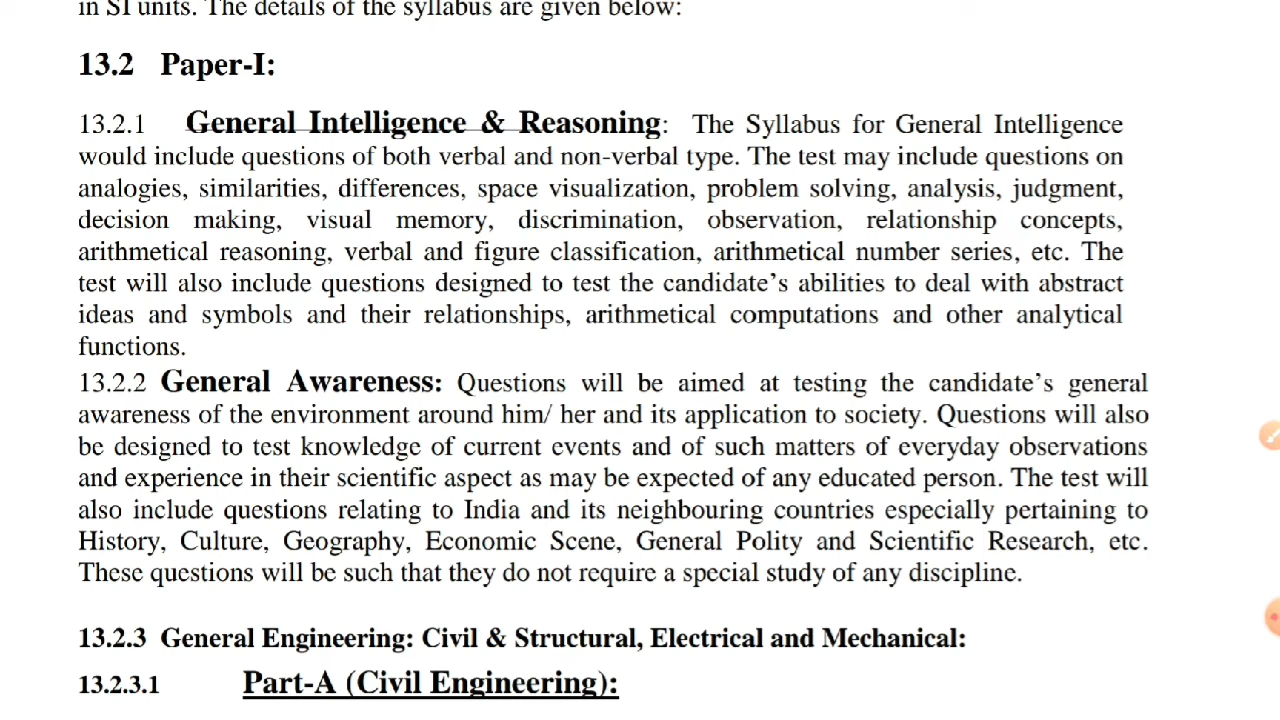 in SI units. The details of the syllabus are given below:
13.2 Paper-I:
13.2.1 General Intelligence & Reasoning: The Syllabus for General Intelligence
would include questions of both verbal and non-verbal type. The test may include questions on
analogies, similarities, differences, space visualization, problem solving, analysis, judgment,
decision making, visual memory, discrimination, observation, relationship concepts,
arithmetical reasoning, verbal and figure classification, arithmetical number series, etc. The
test will also include questions designed to test the candidate’s abilities to deal with abstract
ideas and symbols and their relationships, arithmetical computations and other analytical
functions.
13.2.2 General Awareness: Questions will be aimed at testing the candidate’s general
awareness of the environment around him/ her and its application to society. Questions will also
be designed to test knowledge of current events and of such matters of everyday observations
and experience in their scientific aspect as may be expected of any educated person. The test will
also include questions relating to India and its neighbouring countries especially pertaining to
History, Culture, Geography, Economic Scene, General Polity and Scientific Research, etc.
These questions will be such that they do not require a special study of any discipline.
13.2.3 General Engineering: Civil & Structural, Electrical and Mechanical:
13.2.3.1 Part-A (Civil Engineering):